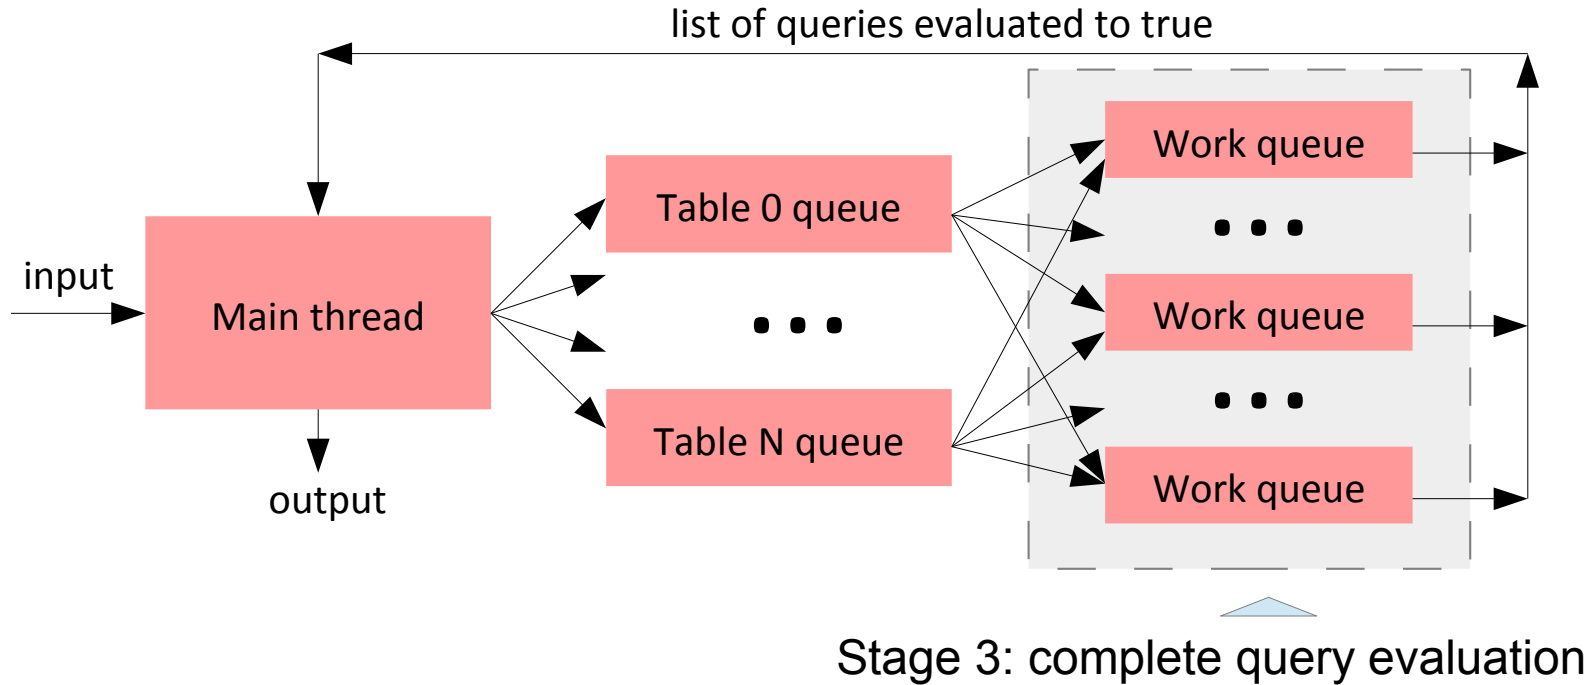 list of queries evaluated to true
Work queue
Table 0 queue
input
Main thread
Work queue
Table N queue
Work queue
output
Stage 3: complete query evaluation